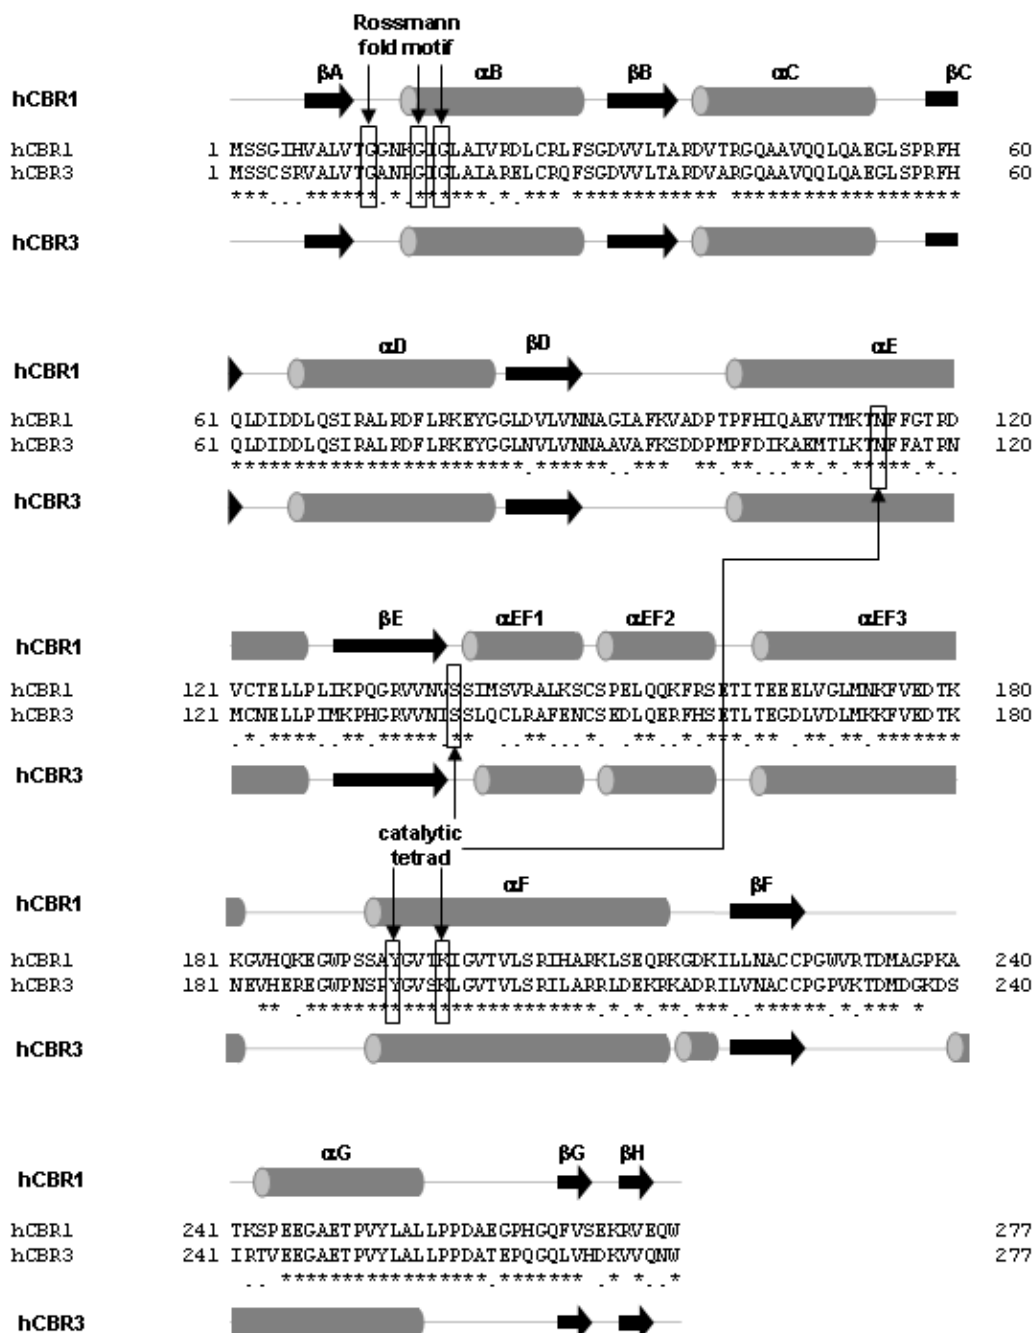 Rossmann
fold motif
βA αB βB αC βC
hCBR1
hCBR1 1 MSSGIHVALVTGGNKGIGLAIVRDLCRLFSGDVVLTARDVTRGQAAVQQLQAEGLSPRFH 60
hCBR3 1 MSSCSRVALVTGANRGIGLAIARELCRQFSGDVVLTARDVARGQAAVQQLQAEGLSPRFH 60
hCBR3
αD βD αE
hCBR1
hCBR1 61 QLDIDDLQSIRALRDFLRKEYGGLDVLVNNAGIAFKVADPTPFHIQAEVTMKTNFFGTRD 120
hCBR3 61 QLDIDDLQSIRALRDFLRKEYGGLNVLVNNAAVAFKSDDPMPFDIKAEMTLKTNFFATRN 120
hCBR3
βE αEF1 αEF2 αEF3
hCBR1
hCBR1 121 VCTELLPLIKPQGRVVNVSSIMSVRALKSCSPELQQKFRSETITEEELVGLMNKFVEDTK 180
hCBR3 121 MCNELLPIMKPHGRVVNISSLQCLRAFENCSEDLQERFHSETLTEGDLVDLMKKFVEDTK 180
hCBR3
catalytic
tetrad
αF βF
hCBR1
hCBR1 181 KGVHQKEGWPSSAYGVTKIGVTVLSRIHARKLSEQRKGDKILLNACCPGWVRTDMAGPKA 240
hCBR3 181 NEVHEREGWPNSPYGVSKLGVTVLSRILARRLDEKRKADRILVNACCPGPVKTDMDGKDS 240
hCBR3
αG βG βH
hCBR1
hCBR1 241 TKSPEEGAETPVYLALLPPDAEGPHGQFVSEKRVEQW 277
hCBR3 241 IRTVEEGAETPVYLALLPPDATEPQGQLVHDKVVQNW 277
hCBR3